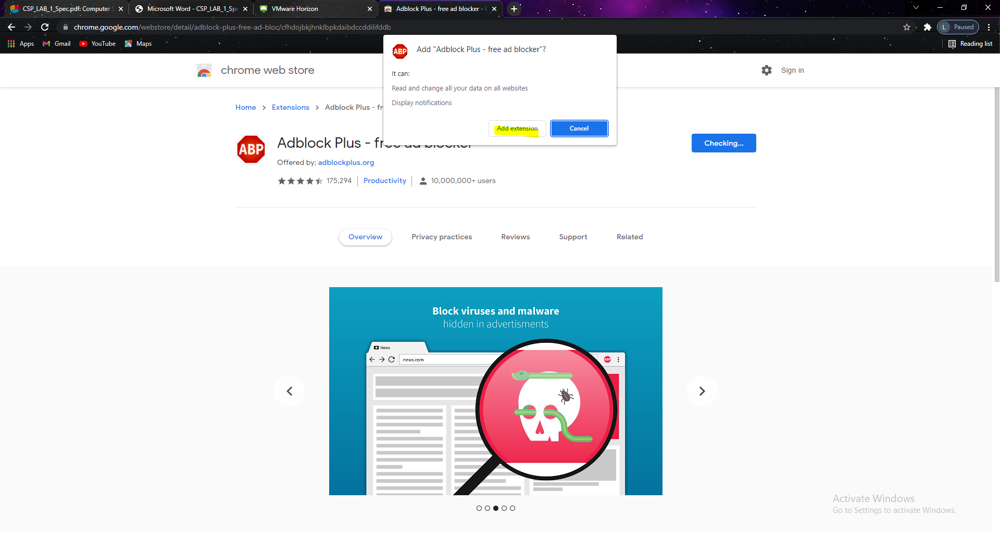 CSP_LAB_1_Spec.pdf: Computer S
Microsoft Word - CSP_LAB_1_Spe
VMware Horizon
Adblock Plus - free ad blocker - C
chrome.google.com/webstore/detail/adblock-plus-free-ad-bloc/cfhdojbkjhnklbpkdaibdccddilifddb
L Paused
Apps
Gmail
YouTube
Maps
Reading list
ABP
Add "Adblock Plus - free ad blocker"?
It can:
Read and change all your data on all websites
Display notifications
Add extension
Cancel
chrome web store
Sign in
Home
Extensions
Adblock Plus - fr
ABP
Adblock Plus - free ad blocker
Checking...
Offered by: adblockplus.org
175,294
Productivity
10,000,000+ users
Overview
Privacy practices
Reviews
Support
Related
Block viruses and malware
hidden in advertisments
News
news.com
ABP
Activate Windows
Go to Settings to activate Windows.